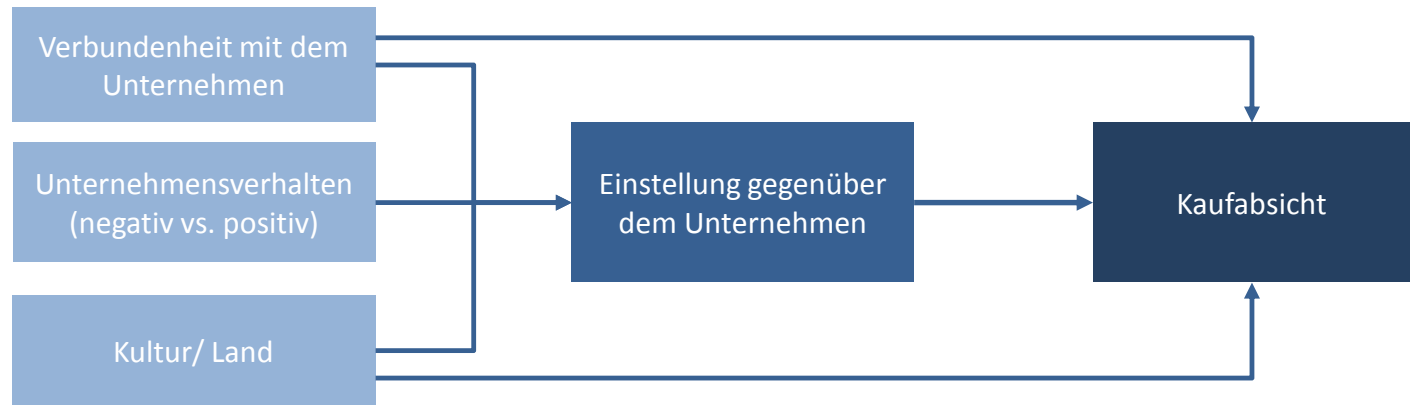 Verbundenheit mit dem
Unternehmen
Unternehmensverhalten
(negativ vs. positiv)
Kultur/ Land
Einstellung gegenüber
dem Unternehmen
Kaufabsicht